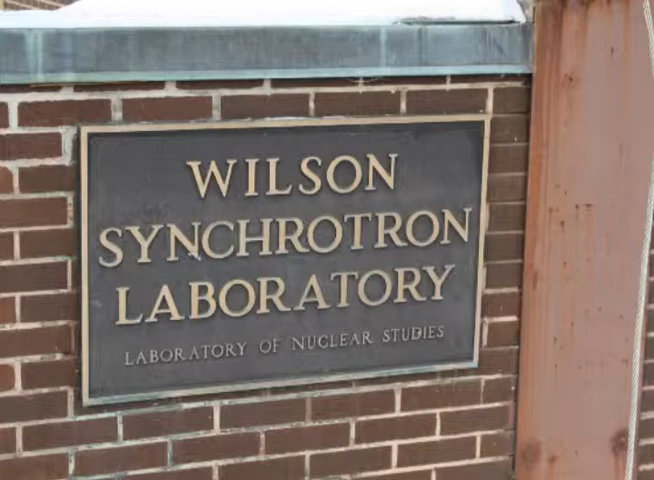 WILSON
SYNCHROTRON
LABORATORY
LABORATORY OF NUCLEAR STUDIES